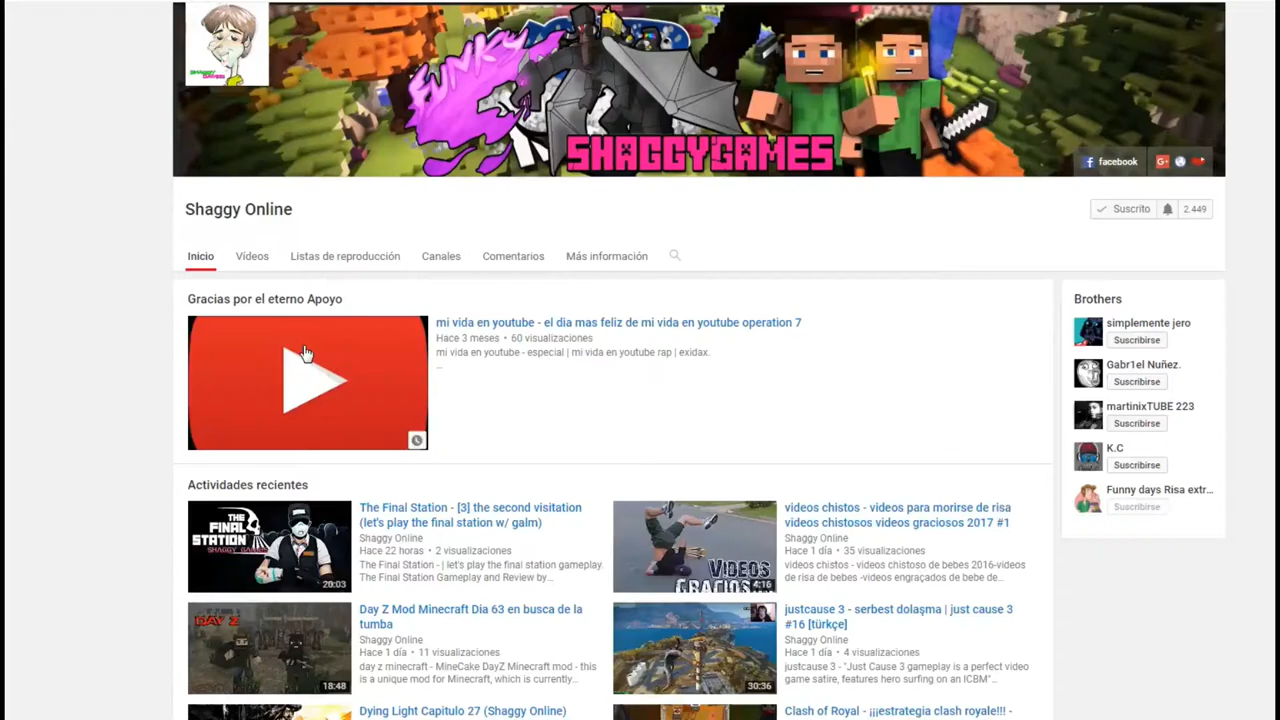 SHAGGY GAMES
SHAGGYGAMES
facebook
Shaggy Online
Suscrito 2.449
Inicio Vídeos Listas de reproducción Canales Comentarios Más información
Gracias por el eterno Apoyo
mi vida en youtube - el dia mas feliz de mi vida en youtube operation 7
Hace 3 meses • 60 visualizaciones
mi vida en youtube - especial | mi vida en youtube rap | exidax.
...
Brothers
simplemente jero
Suscribirse
Gabr1el Nuñez.
Suscribirse
martinixTUBE 223
Suscribirse
K.C
Suscribirse
Funny days Risa extr...
Suscribirse
Actividades recientes
THE FINAL STATION
SHAGGY GAMES
20:03
The Final Station - [3] the second visitation
(let's play the final station w/ galm)
Shaggy Online
Hace 22 horas • 2 visualizaciones
The Final Station - | let's play the final station gameplay.
The Final Station Gameplay and Review by...
VIDEOS
GRACIOSOS
4:16
videos chistos - videos para morirse de risa
videos chistosos videos graciosos 2017 #1
Shaggy Online
Hace 1 día • 35 visualizaciones
videos chistos - videos chistoso de bebes 2016-videos
de risa de bebes -videos engraçados de bebe de...
DAY Z
18:48
Day Z Mod Minecraft Dia 63 en busca de la
tumba
Shaggy Online
Hace 1 día • 11 visualizaciones
day z minecraft - MineCake DayZ Minecraft mod - this
is a unique mod for Minecraft, which is currently...
30:36
justcause 3 - serbest dolaşma | just cause 3
#16 [türkçe]
Shaggy Online
Hace 1 día • 4 visualizaciones
justcause 3 - "Just Cause 3 gameplay is a perfect video
game satire, features hero surfing on an ICBM"...
Dying Light Capitulo 27 (Shaggy Online)
Clash of Royal - ¡¡¡estrategia clash royale!!! -